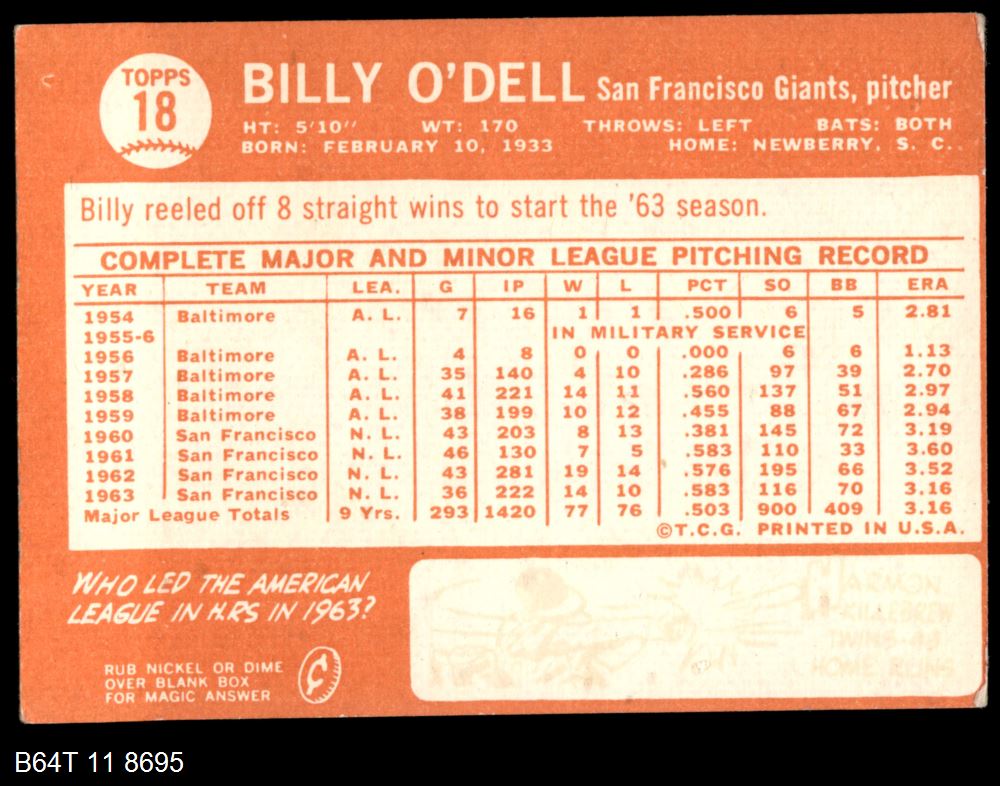 TOPPS
18
BILLY O'DELL San Francisco Giants, pitcher
HT: 5'10" WT: 170 THROWS: LEFT BATS: BOTH
BORN: FEBRUARY 10, 1933 HOME: NEWBERRY, S. C.
Billy reeled off 8 straight wins to start the '63 season.
COMPLETE MAJOR AND MINOR LEAGUE PITCHING RECORD
YEAR TEAM LEA. G IP W L PCT SO BB ERA
1954 Baltimore A. L. 7 16 1 1 .500 6 5 2.81
1955-6 IN MILITARY SERVICE
1956 Baltimore A. L. 4 8 0 0 .000 6 6 1.13
1957 Baltimore A. L. 35 140 4 10 .286 97 39 2.70
1958 Baltimore A. L. 41 221 14 11 .560 137 51 2.97
1959 Baltimore A. L. 38 199 10 12 .455 88 67 2.94
1960 San Francisco N. L. 43 203 8 13 .381 145 72 3.19
1961 San Francisco N. L. 46 130 7 5 .583 110 33 3.60
1962 San Francisco N. L. 43 281 19 14 .576 195 66 3.52
1963 San Francisco N. L. 36 222 14 10 .583 116 70 3.16
Major League Totals 9 Yrs. 293 1420 77 76 .503 900 409 3.16
©T.C.G. PRINTED IN U.S.A.
WHO LED THE AMERICAN
LEAGUE IN H.RS IN 1963?
RUB NICKEL OR DIME
OVER BLANK BOX
FOR MAGIC ANSWER
¢
HARMON
KILLEBREW
TWINS
HOME RUNS
B64T 11 8695